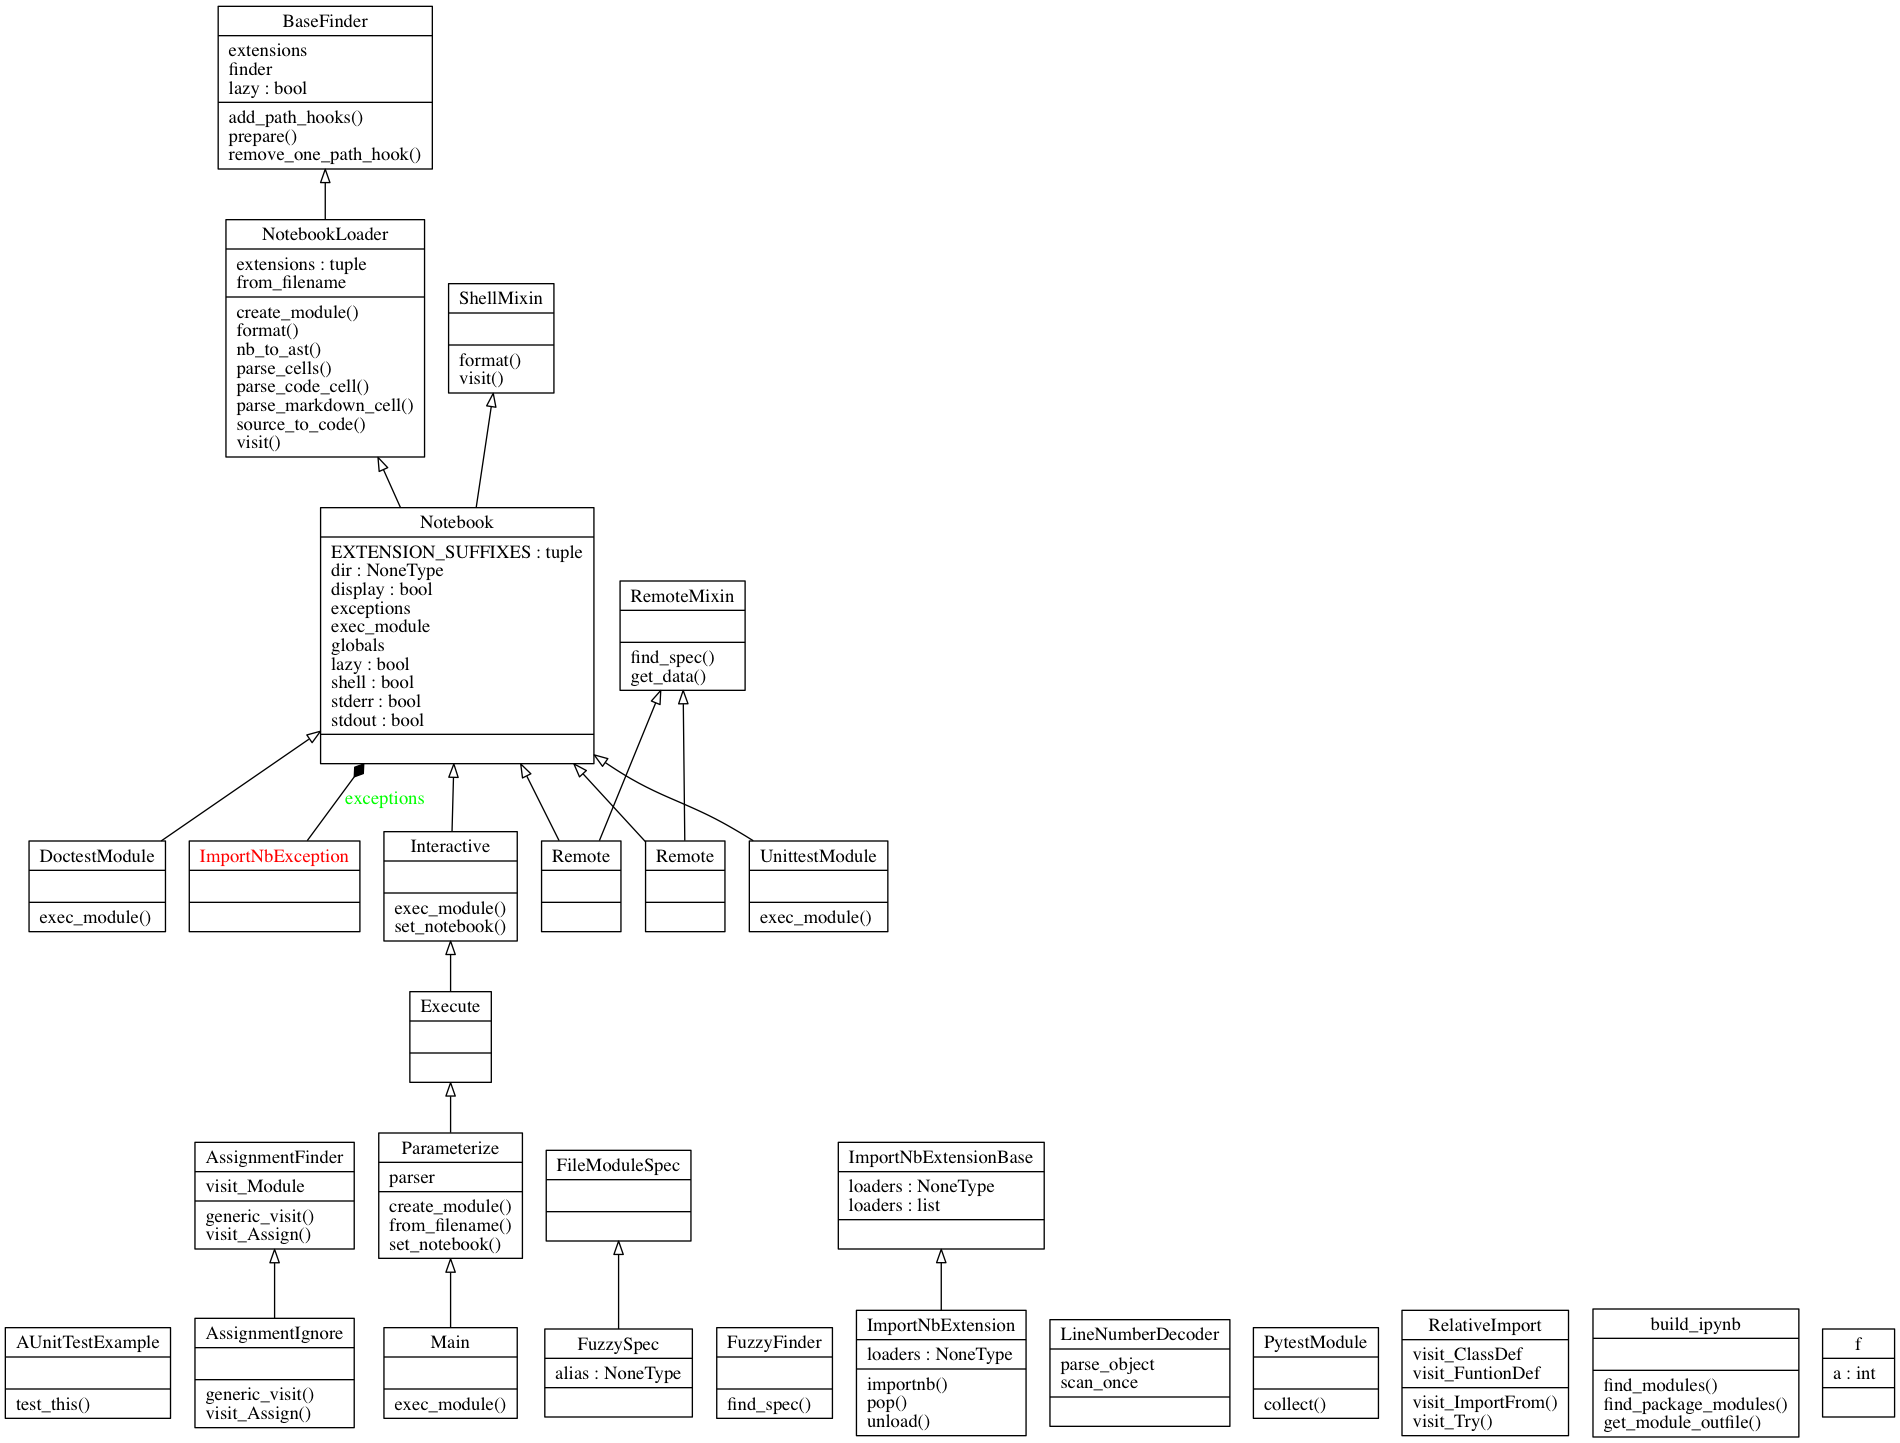 BaseFinder
extensions
finder
lazy : bool
add_path_hooks()
prepare()
remove_one_path_hook()
NotebookLoader
extensions : tuple
from_filename
create_module()
format()
nb_to_ast()
parse_cells()
parse_code_cell()
parse_markdown_cell()
source_to_code()
visit()
ShellMixin
format()
visit()
Notebook
EXTENSION_SUFFIXES : tuple
dir : NoneType
display : bool
exceptions
exec_module
globals
lazy : bool
shell : bool
stderr : bool
stdout : bool
RemoteMixin
find_spec()
get_data()
exceptions
DoctestModule
exec_module()
ImportNbException
Interactive
exec_module()
set_notebook()
Remote
Remote
UnittestModule
exec_module()
Execute
AssignmentFinder
visit_Module
generic_visit()
visit_Assign()
Parameterize
parser
create_module()
from_filename()
set_notebook()
FileModuleSpec
ImportNbExtensionBase
loaders : NoneType
loaders : list
AUnitTestExample
test_this()
AssignmentIgnore
generic_visit()
visit_Assign()
Main
exec_module()
FuzzySpec
alias : NoneType
FuzzyFinder
find_spec()
ImportNbExtension
loaders : NoneType
importnb()
pop()
unload()
LineNumberDecoder
parse_object
scan_once
PytestModule
collect()
RelativeImport
visit_ClassDef
visit_FuntionDef
visit_ImportFrom()
visit_Try()
build_ipynb
find_modules()
find_package_modules()
get_module_outfile()
f
a : int